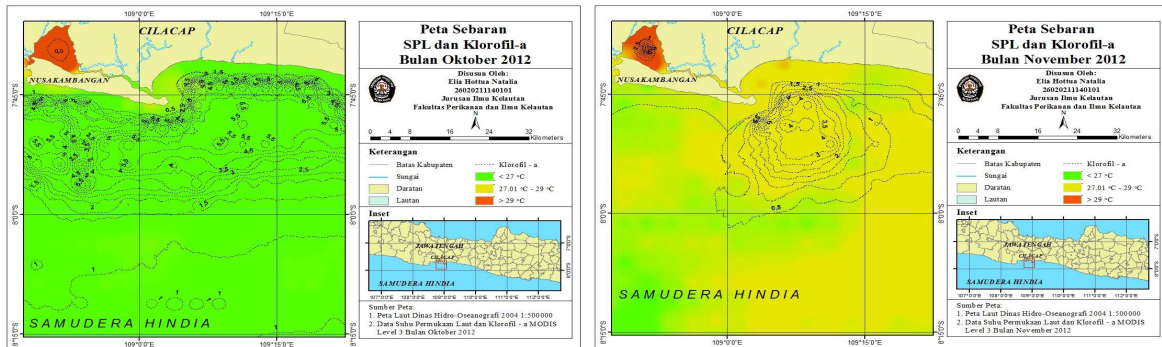 109°0'0"E
109°15'0"E
CILACAP
NUSAKAMBANGAN
7°45'0"S
8°0'0"S
8°15'0"S
SAMUDERA HINDIA
Peta Sebaran
SPL dan Klorofil-a
Bulan Oktober 2012
Disusun Oleh:
Elia Hottua Natalia
26020211140101
Jurusan Ilmu Kelautan
Fakultas Perikanan dan Ilmu Kelautan
N
0 4 8 16 24 32
Kilometers
Keterangan
Batas Kabupaten
Klorofil - a
Sungai
< 27 °C
Daratan
27.01 °C - 29 °C
Lautan
> 29 °C
Inset
JAWA TENGAH
CILACAP
SAMUDERA HINDIA
Sumber Peta:
1. Peta Laut Dinas Hidro-Oseanografi 2004 1:500000
2. Data Suhu Permukaan Laut dan Klorofil - a MODIS
Level 3 Bulan Oktober 2012
109°0'0"E
109°15'0"E
CILACAP
NUSAKAMBANGAN
7°45'0"S
8°0'0"S
8°15'0"S
SAMUDERA HINDIA
Peta Sebaran
SPL dan Klorofil-a
Bulan November 2012
Disusun Oleh:
Elia Hottua Natalia
26020211140101
Jurusan Ilmu Kelautan
Fakultas Perikanan dan Ilmu Kelautan
N
0 4 8 16 24 32
Kilometers
Keterangan
Batas Kabupaten
Klorofil - a
Sungai
< 27 °C
Daratan
27.01 °C - 29 °C
Lautan
> 29 °C
Inset
JAWA TENGAH
CILACAP
SAMUDERA HINDIA
Sumber Peta:
1. Peta Laut Dinas Hidro-Oseanografi 2004 1:500000
2. Data Suhu Permukaan Laut dan Klorofil - a MODIS
Level 3 Bulan November 2012